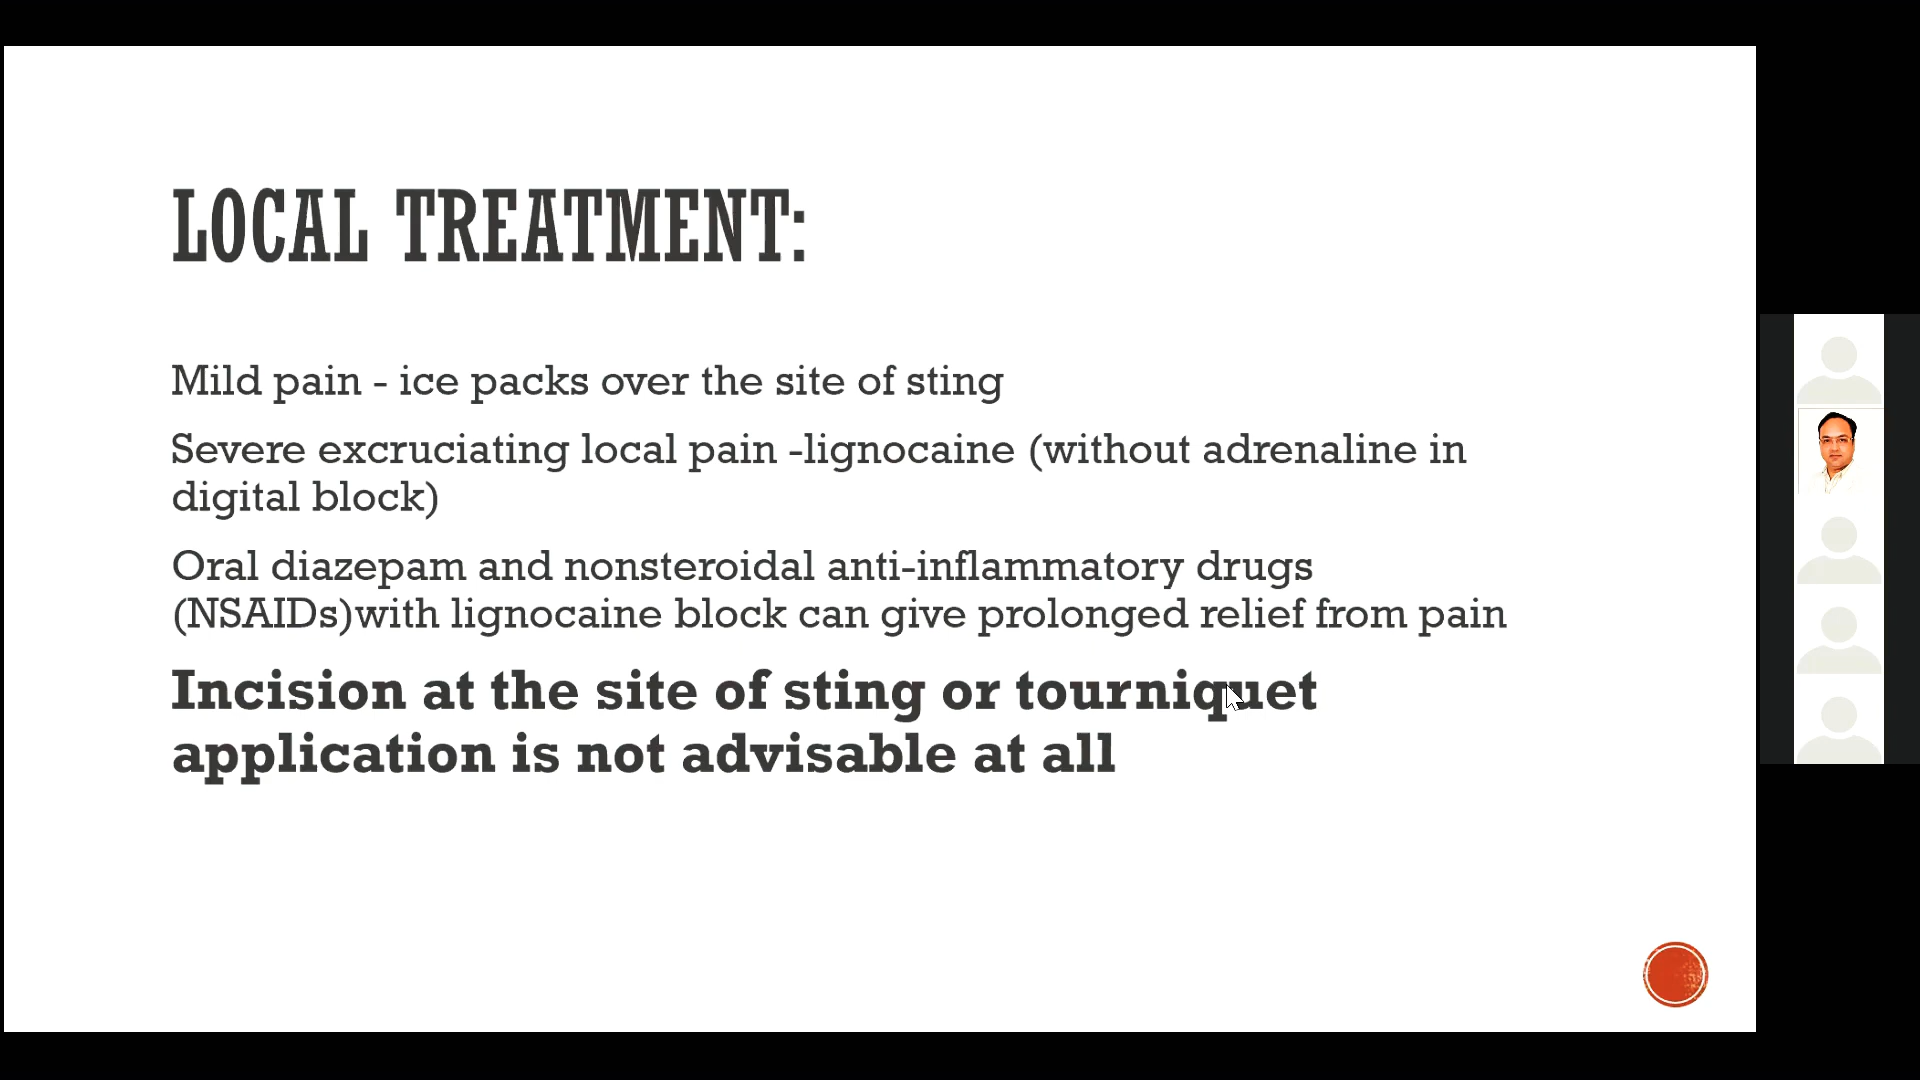 LOCAL TREATMENT:
Mild pain - ice packs over the site of sting
Severe excruciating local pain -lignocaine (without adrenaline in
digital block)
Oral diazepam and nonsteroidal anti-inflammatory drugs
(NSAIDs)with lignocaine block can give prolonged relief from pain
Incision at the site of sting or tourniquet
application is not advisable at all